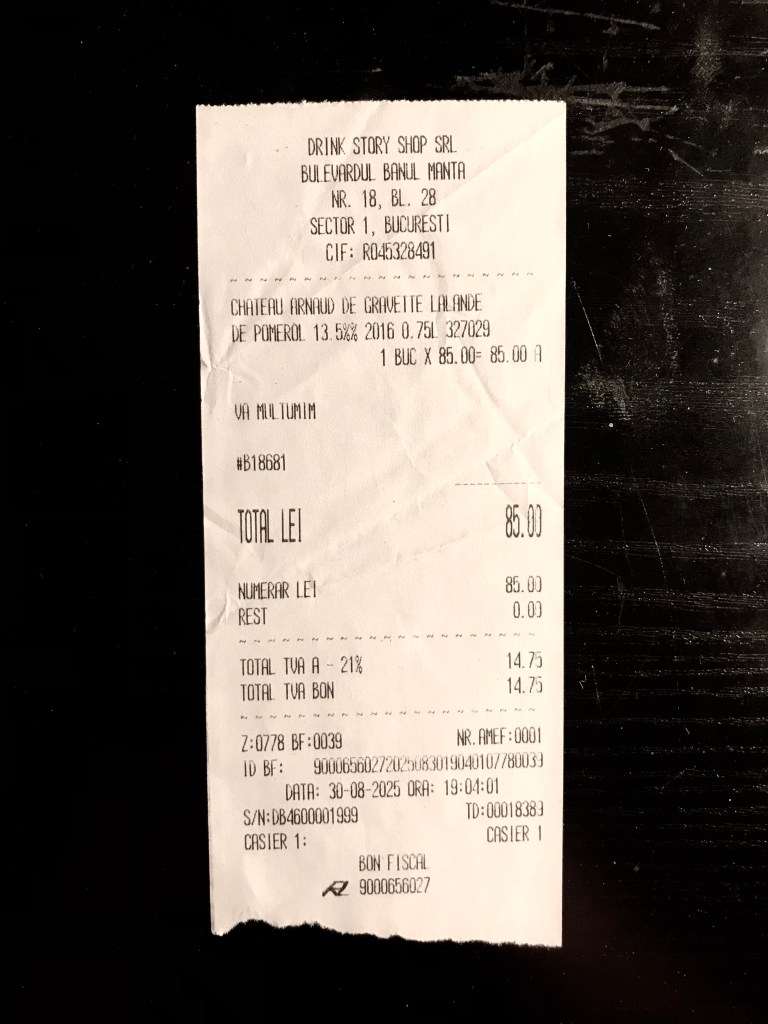 DRINK STORY SHOP SRL
BULEVARDUL BANUL MANTA
NR. 18, BL. 28
SECTOR 1, BUCURESTI
CIF: RO45328491
CHATEAU ARNAUD DE GRAVETTE LALANDE
DE POMEROL 13.5%% 2016 0.75L 327029
1 BUC X 85.00= 85.00 A
VA MULTUMIM
#B18681
TOTAL LEI 85.00
NUMERAR LEI 85.00
REST 0.00
TOTAL TVA A - 21% 14.75
TOTAL TVA BON 14.75
Z:0778 BF:0039 NR.AMEF:0001
ID BF: 90006560272025083019040107780039
DATA: 30-08-2025 ORA: 19:04:01
S/N:DB4600001999 TD:00018389
CASIER 1: CASIER 1
BON FISCAL
9000656027